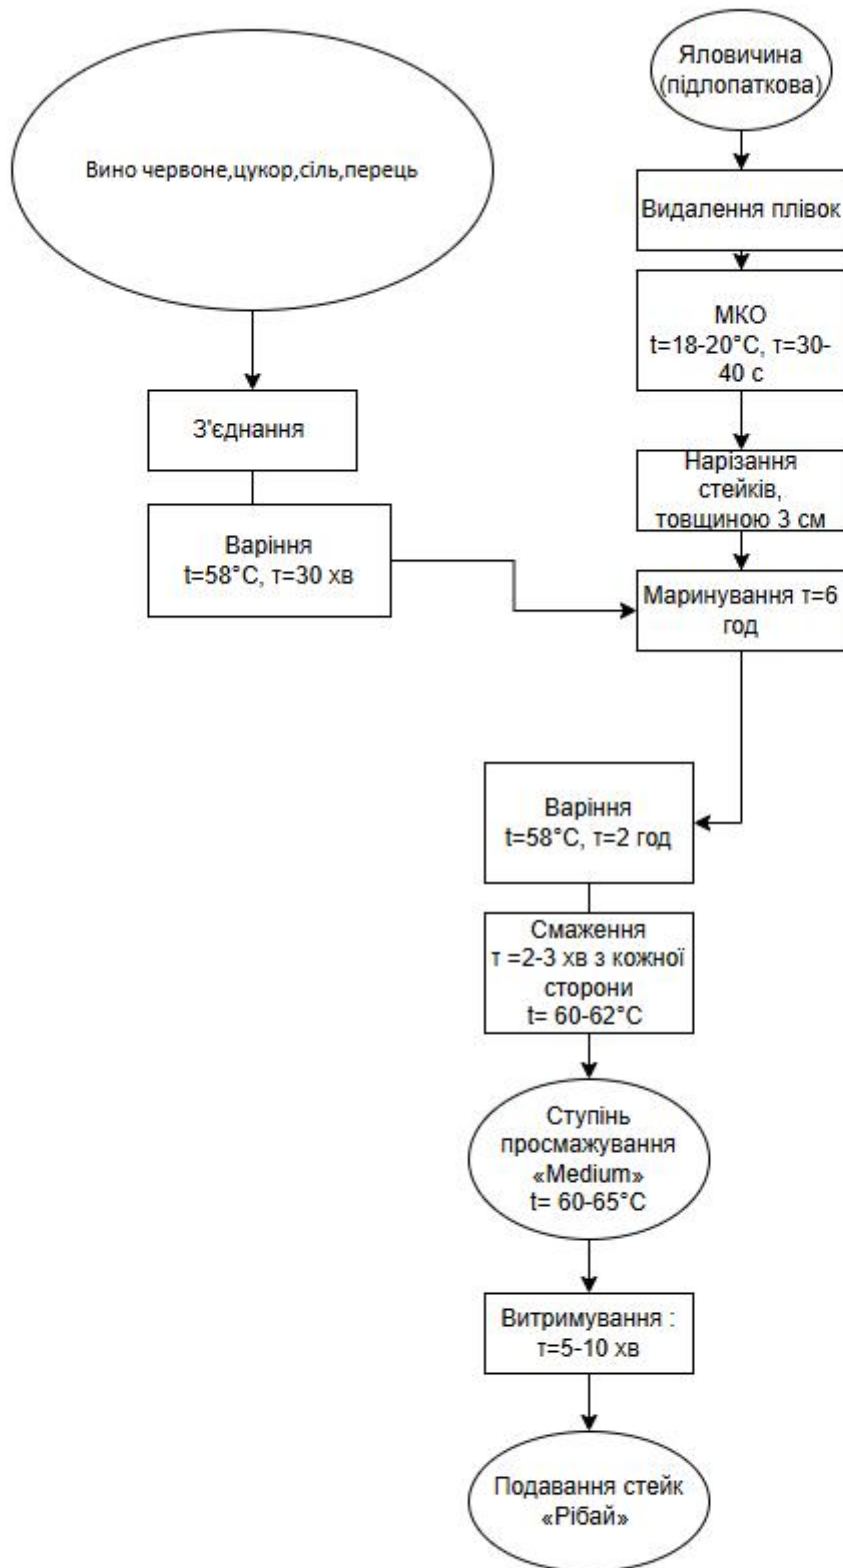 Яловичина
(підлопаткова)
Вино червоне,цукор,сіль,перець
Видалення плівок
МКО
t=18-20°C, τ=30-
40 с
З'єднання
Нарізання
стейків,
товщиною 3 см
Варіння
t=58°C, τ=30 хв
Маринування τ=6
год
Варіння
t=58°C, τ=2 год
Смаження
τ =2-3 хв з кожної
сторони
t= 60-62°C
Ступінь
просмажування
«Medium»
t= 60-65°C
Витримування :
τ=5-10 хв
Подавання стейк
«Рібай»